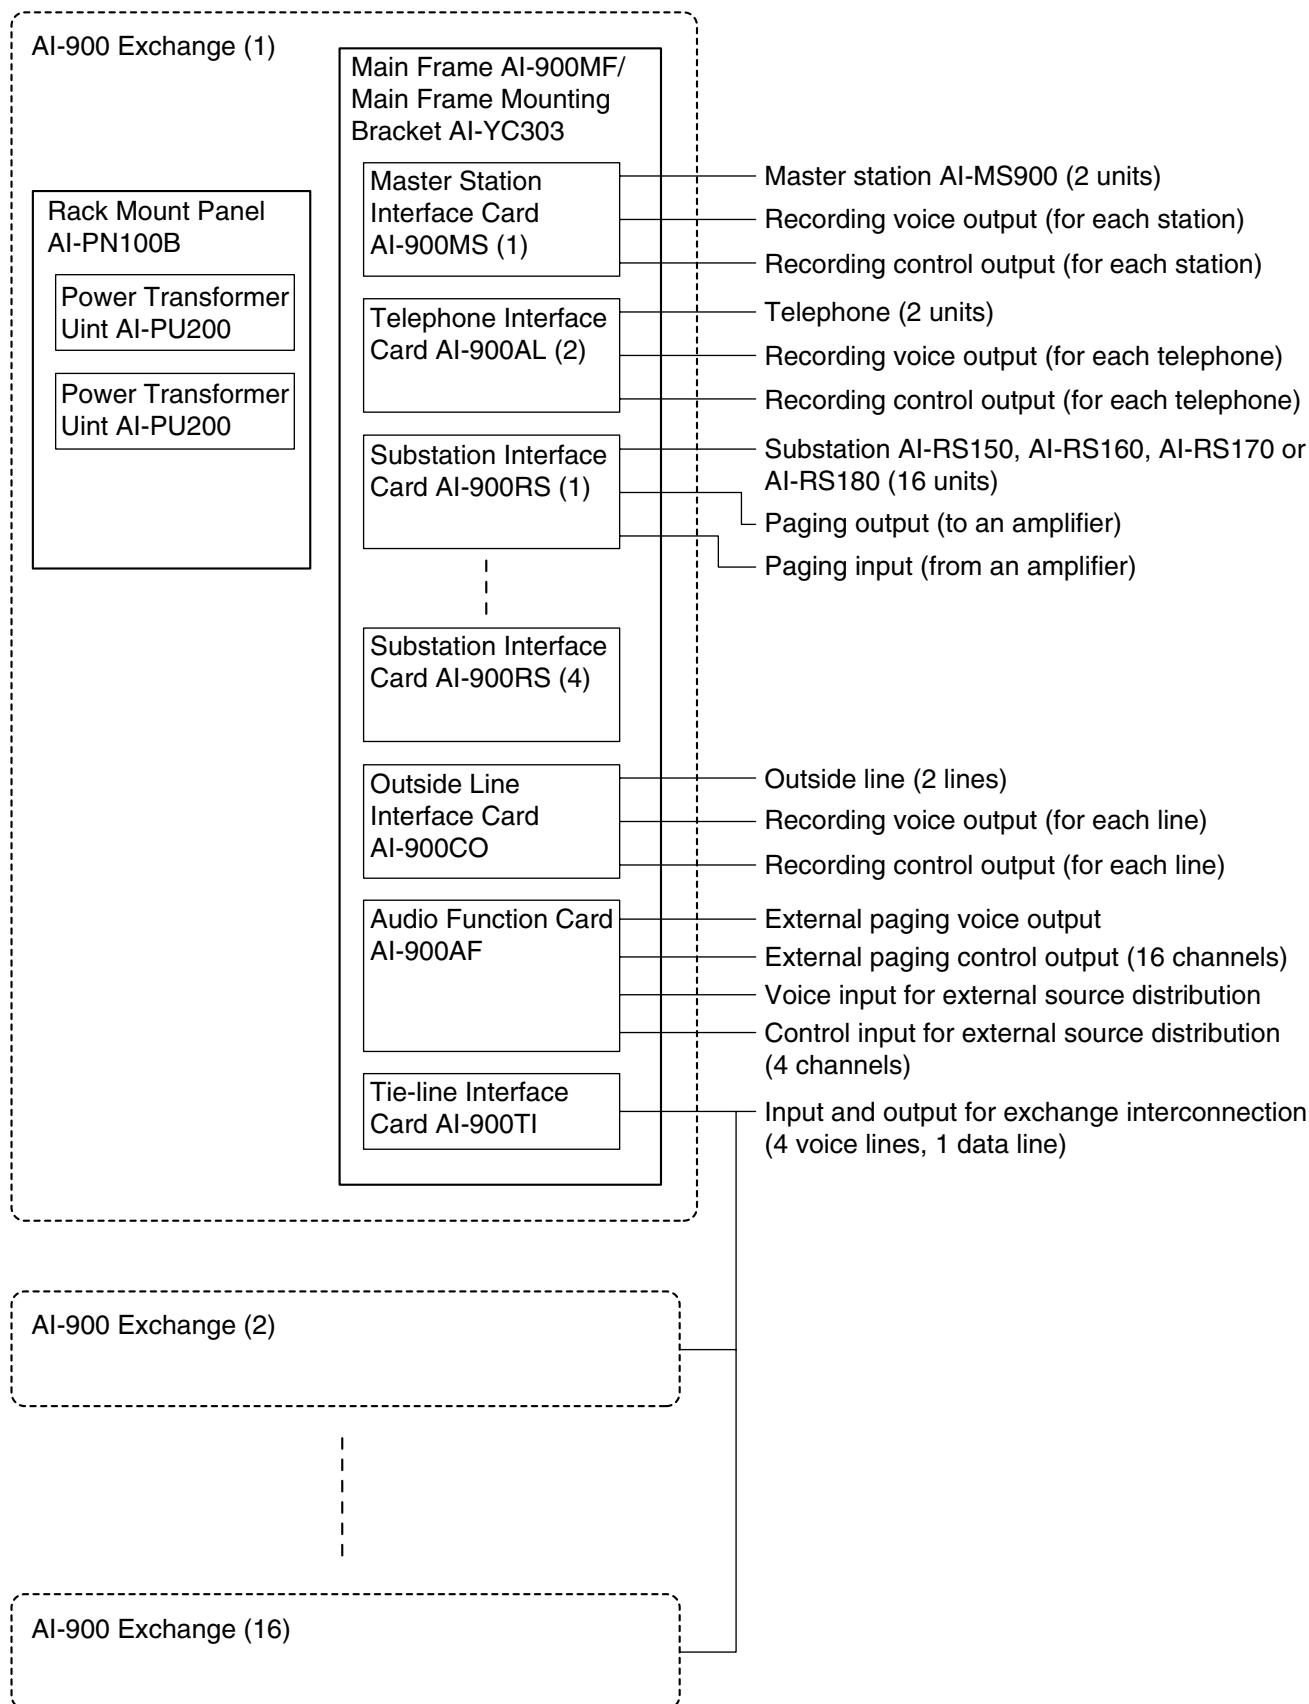 AI-900 Exchange (1)
Main Frame AI-900MF/
Main Frame Mounting
Bracket AI-YC303
Rack Mount Panel
AI-PN100B
Power Transformer
Uint AI-PU200
Power Transformer
Uint AI-PU200
Master Station
Interface Card
AI-900MS (1)
Master station AI-MS900 (2 units)
Recording voice output (for each station)
Recording control output (for each station)
Telephone Interface
Card AI-900AL (2)
Telephone (2 units)
Recording voice output (for each telephone)
Recording control output (for each telephone)
Substation Interface
Card AI-900RS (1)
Substation AI-RS150, AI-RS160, AI-RS170 or
AI-RS180 (16 units)
Paging output (to an amplifier)
Paging input (from an amplifier)
Substation Interface
Card AI-900RS (4)
Outside Line
Interface Card
AI-900CO
Outside line (2 lines)
Recording voice output (for each line)
Recording control output (for each line)
Audio Function Card
AI-900AF
External paging voice output
External paging control output (16 channels)
Voice input for external source distribution
Control input for external source distribution
(4 channels)
Tie-line Interface
Card AI-900TI
Input and output for exchange interconnection
(4 voice lines, 1 data line)
AI-900 Exchange (2)
AI-900 Exchange (16)